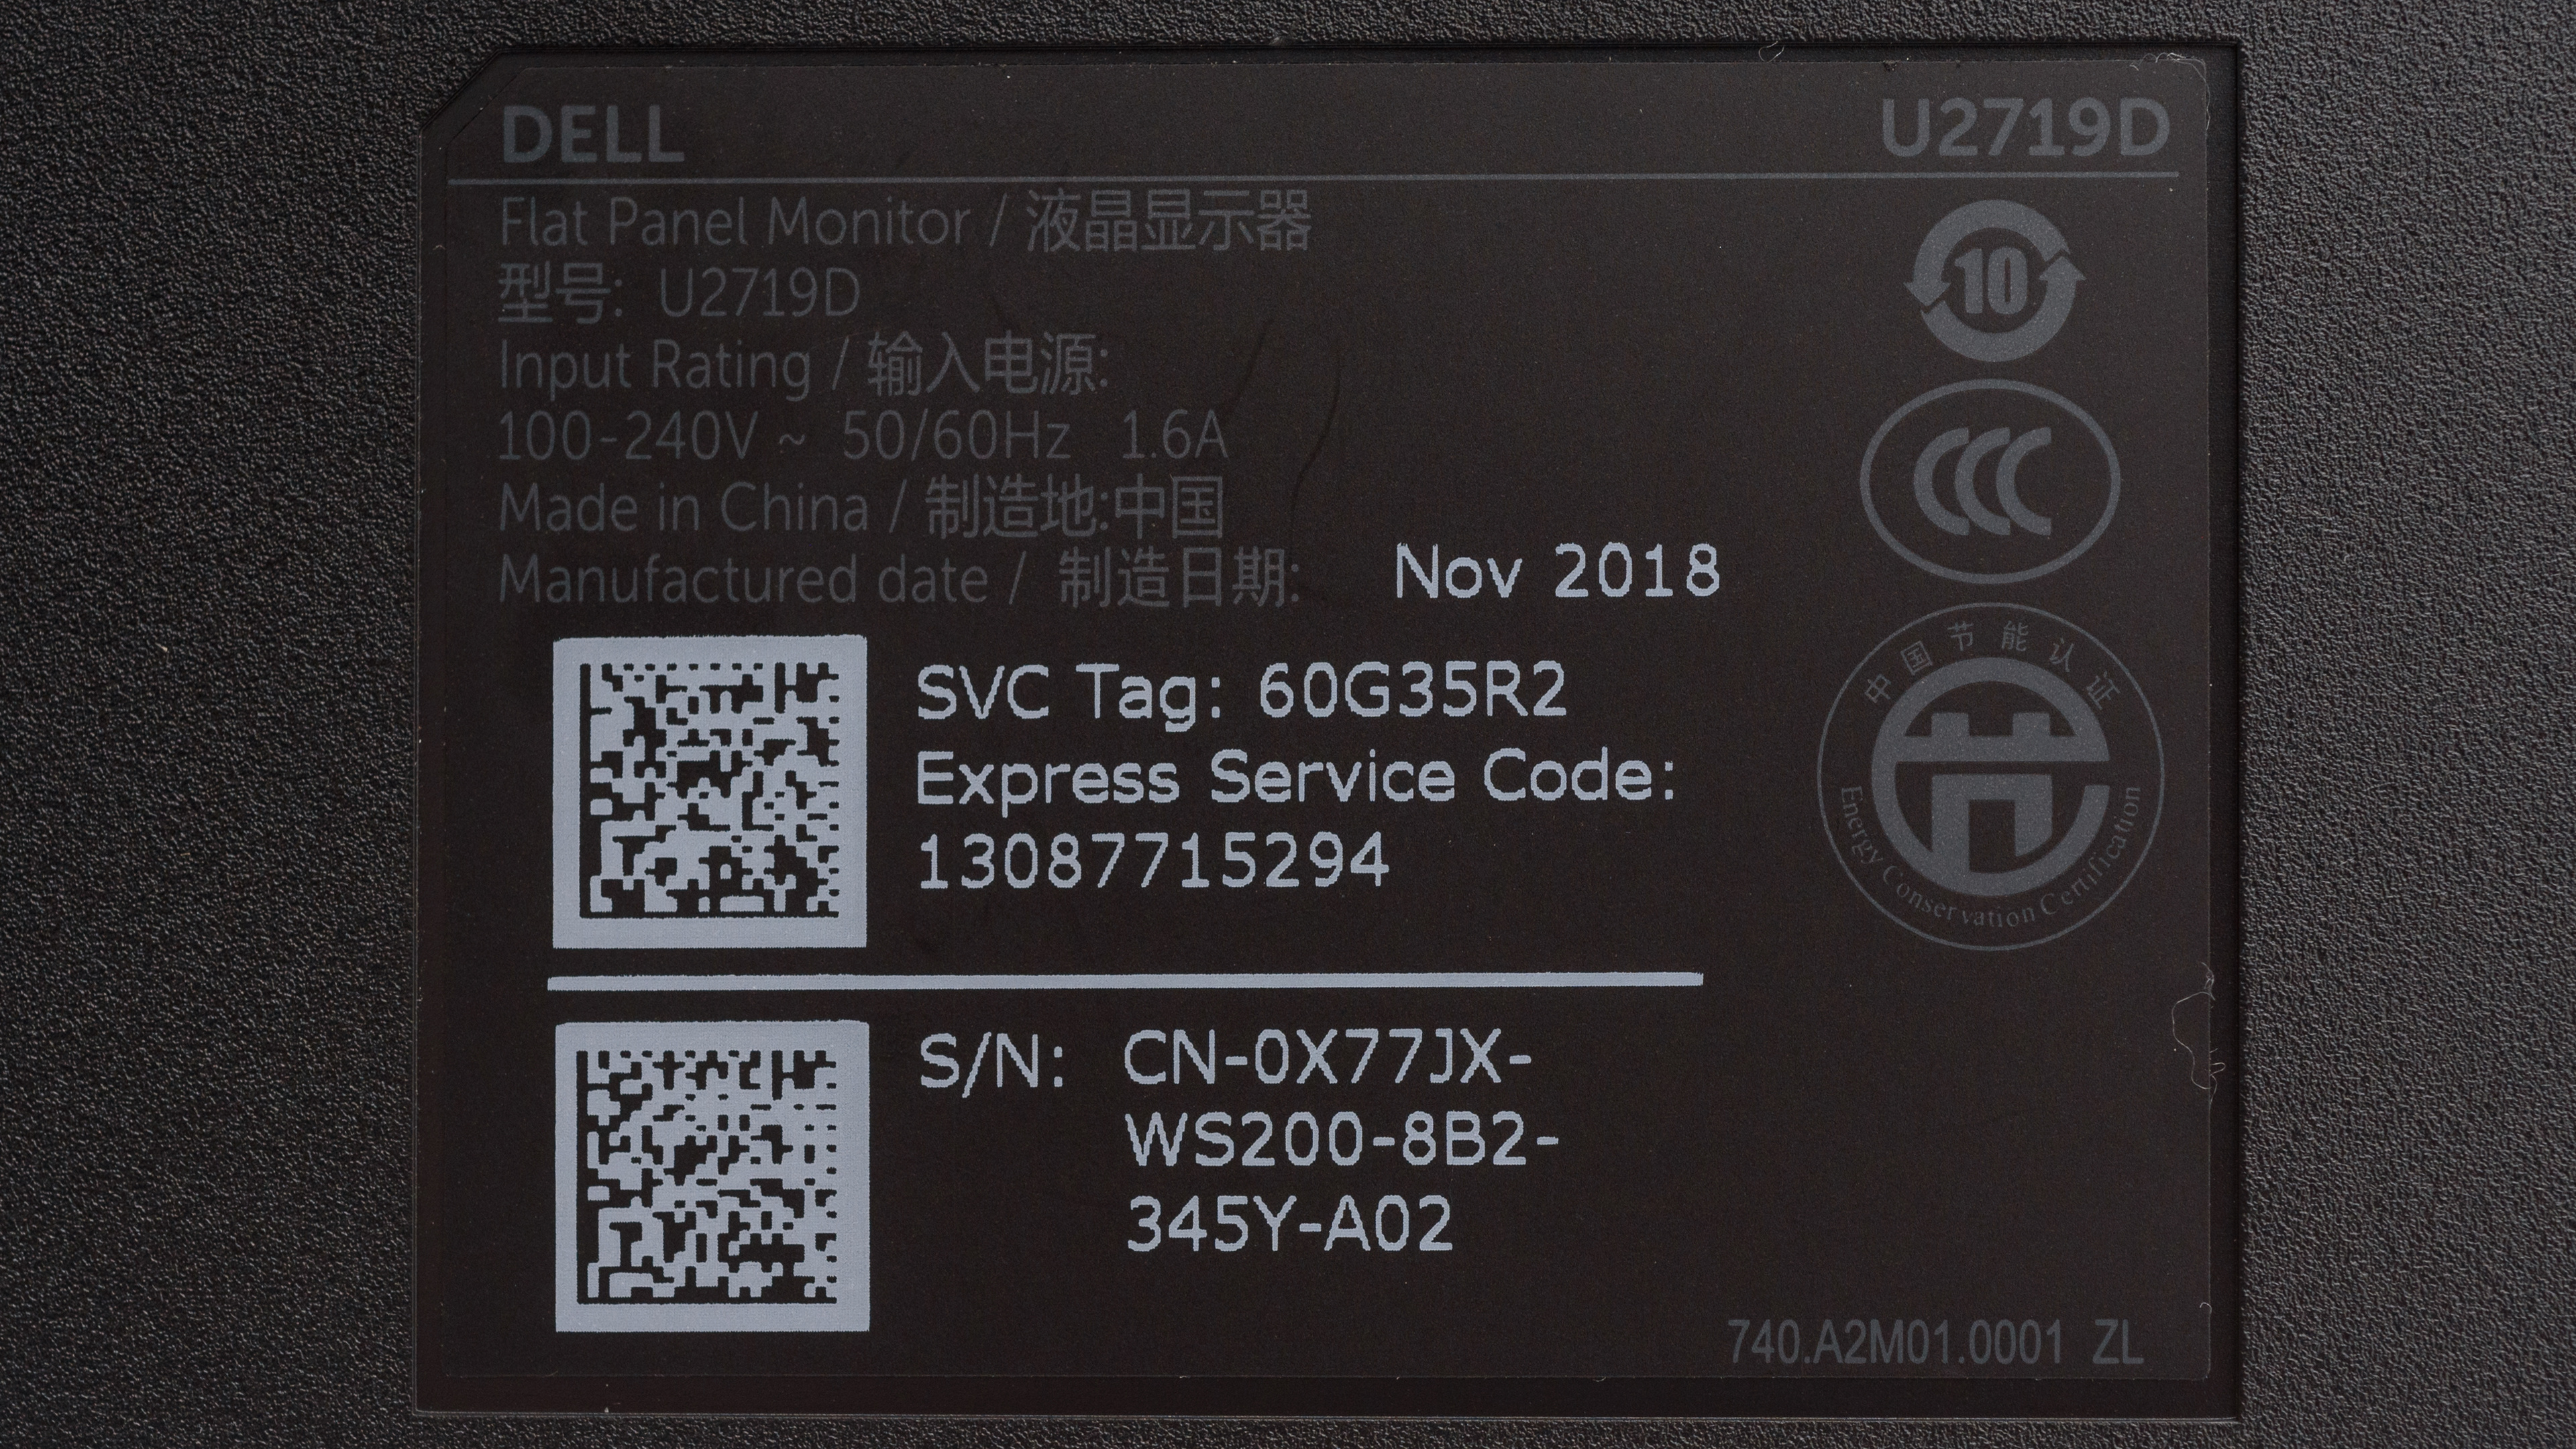 DELL
U2719D
Flat Panel Monitor / 液晶显示器
型号: U2719D
Input Rating / 输入电源:
100-240V ~ 50/60Hz 1.6A
Made in China / 制造地:中国
Manufactured date / 制造日期: Nov 2018
10
CCC
中国节能认证
Energy Conservation Certification
SVC Tag: 60G35R2
Express Service Code:
13087715294
S/N: CN-0X77JX-
WS200-8B2-
345Y-A02
740.A2M01.0001 ZL